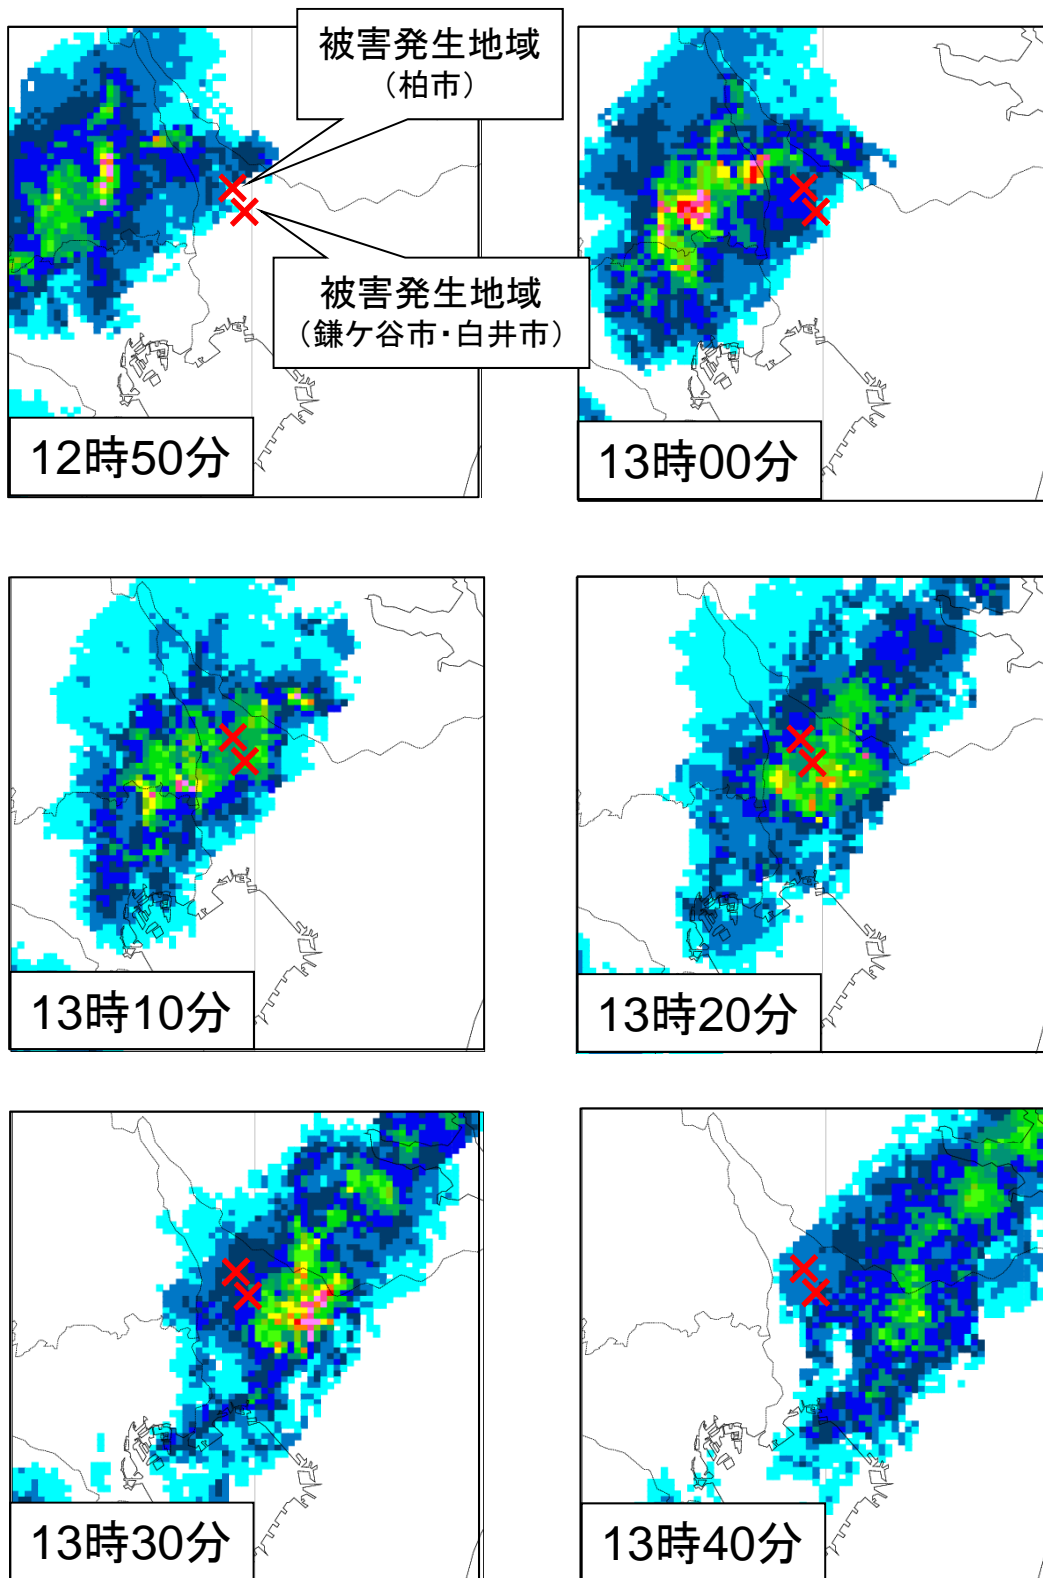 被害発生地域
（柏市）
被害発生地域
（鎌ケ谷市・白井市）
12時50分
13時00分
13時10分
13時20分
13時30分
13時40分